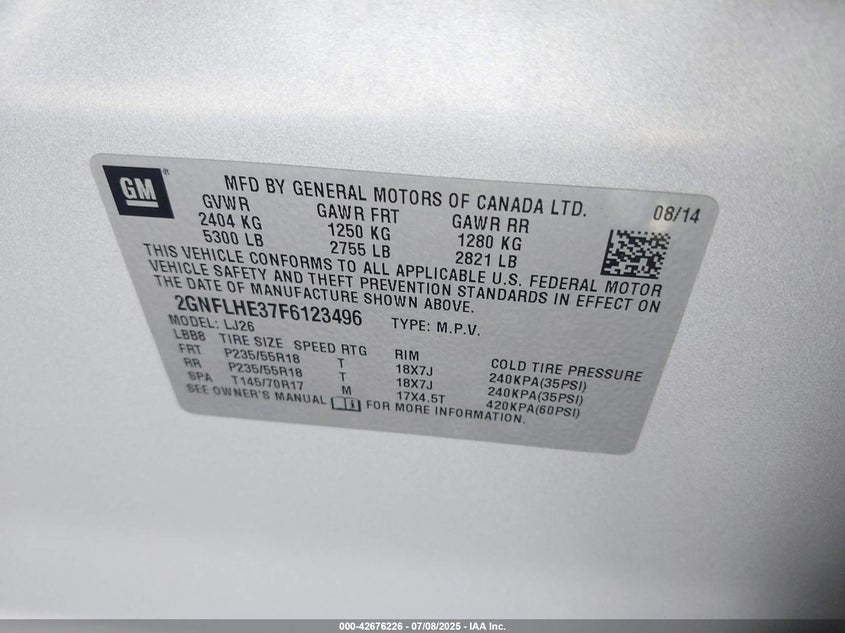 GM
MFD BY GENERAL MOTORS OF CANADA LTD. 08/14
GVWR GAWR FRT GAWR RR
2404 KG 1250 KG 1280 KG
5300 LB 2755 LB 2821 LB
THIS VEHICLE CONFORMS TO ALL APPLICABLE U.S. FEDERAL MOTOR
VEHICLE SAFETY AND THEFT PREVENTION STANDARDS IN EFFECT ON
THE DATE OF MANUFACTURE SHOWN ABOVE.
2GNFLHE37F6123496 TYPE: M.P.V.
MODEL: LJ26
LBB8 TIRE SIZE SPEED RTG RIM COLD TIRE PRESSURE
FRT P235/55R18 T 18X7J 240KPA(35PSI)
RR P235/55R18 T 18X7J 240KPA(35PSI)
SPA T145/70R17 M 17X4.5T 420KPA(60PSI)
SEE OWNER'S MANUAL FOR MORE INFORMATION.
000-42676226 - 07/08/2025 - IAA Inc.